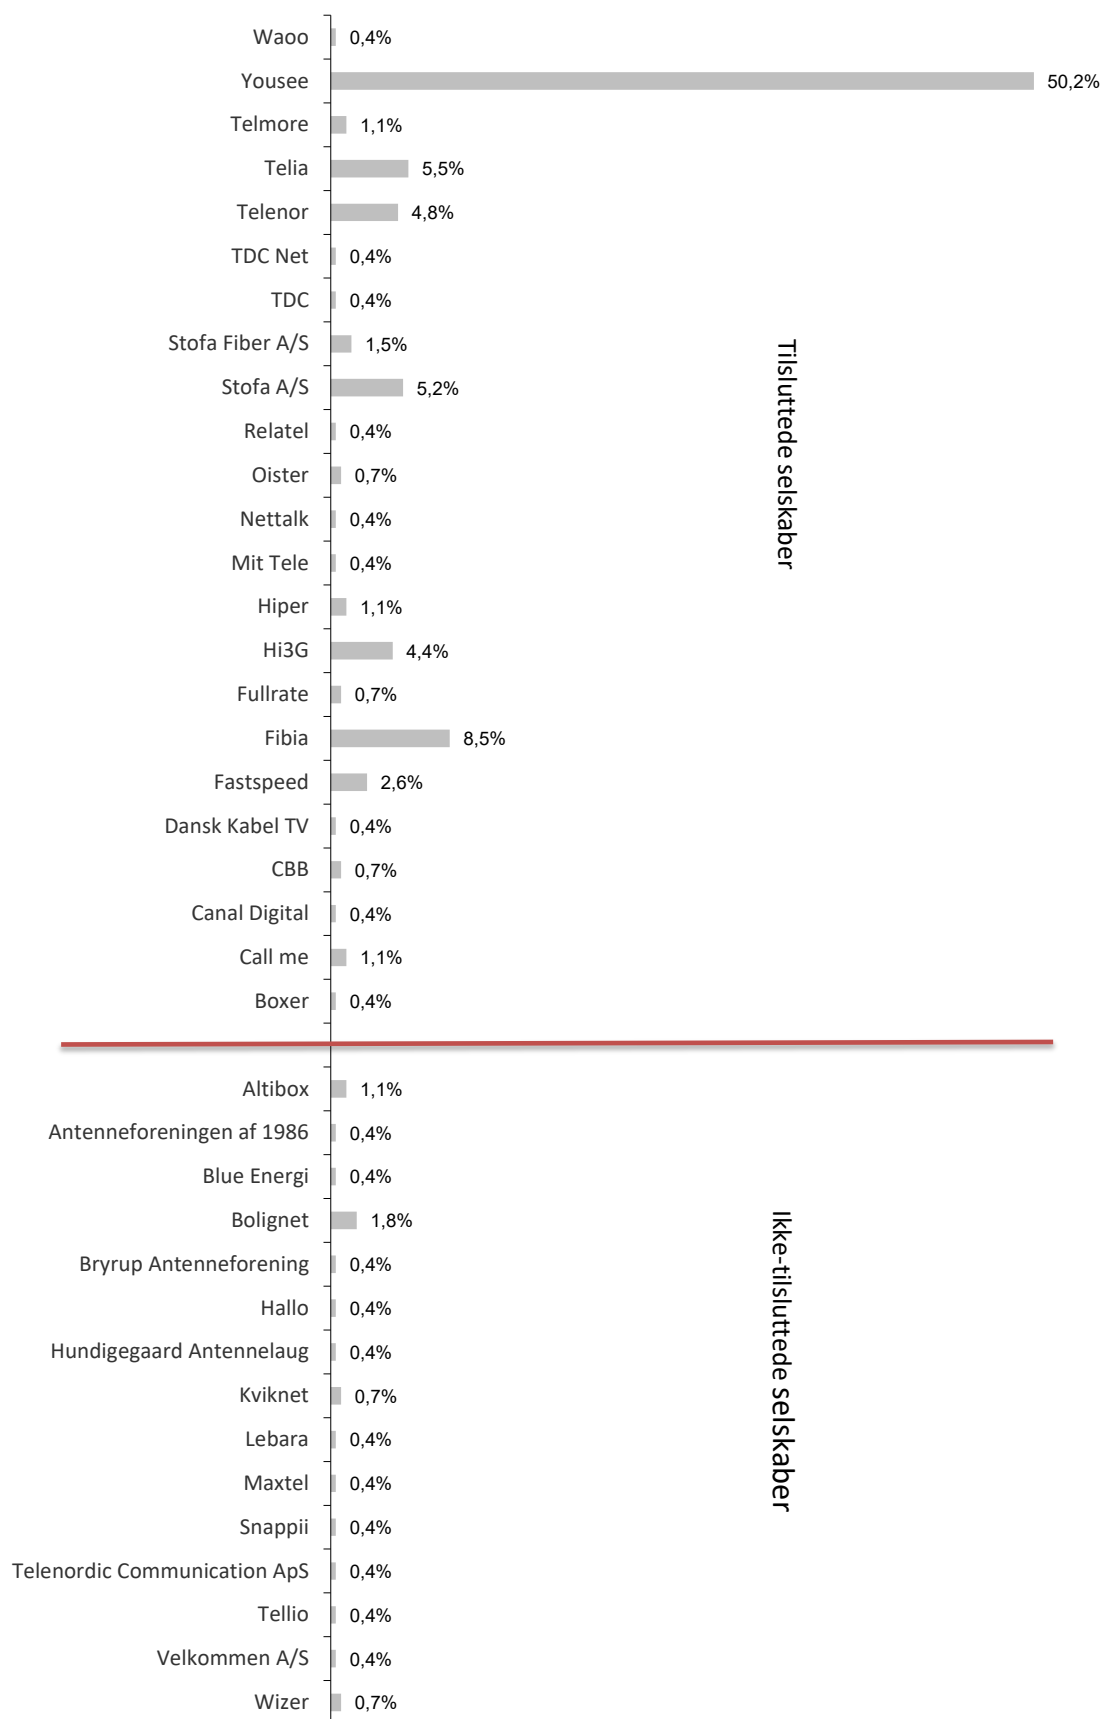 Waoo 0,4%
Yousee 50,2%
Telmore 1,1%
Telia 5,5%
Telenor 4,8%
TDC Net 0,4%
TDC 0,4%
Stofa Fiber A/S 1,5%
Stofa A/S 5,2%
Relatel 0,4%
Oister 0,7%
Nettalk 0,4%
Mit Tele 0,4%
Hiper 1,1%
Hi3G 4,4%
Fullrate 0,7%
Fibia 8,5%
Fastspeed 2,6%
Dansk Kabel TV 0,4%
CBB 0,7%
Canal Digital 0,4%
Call me 1,1%
Boxer 0,4%
Tilsluttede selskaber
Altibox 1,1%
Antenneforeningen af 1986 0,4%
Blue Energi 0,4%
Bolignet 1,8%
Bryrup Antenneforening 0,4%
Hallo 0,4%
Hundigegaard Antennelaug 0,4%
Kviknet 0,7%
Lebara 0,4%
Maxtel 0,4%
Snappii 0,4%
Telenordic Communication ApS 0,4%
Tellio 0,4%
Velkommen A/S 0,4%
Wizer 0,7%
Ikke-tilsluttede selskaber